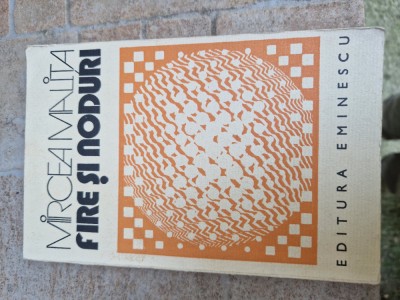 MIRCEA MALIȚA
FIRE ȘI NODURI
EDITURA EMINESCU